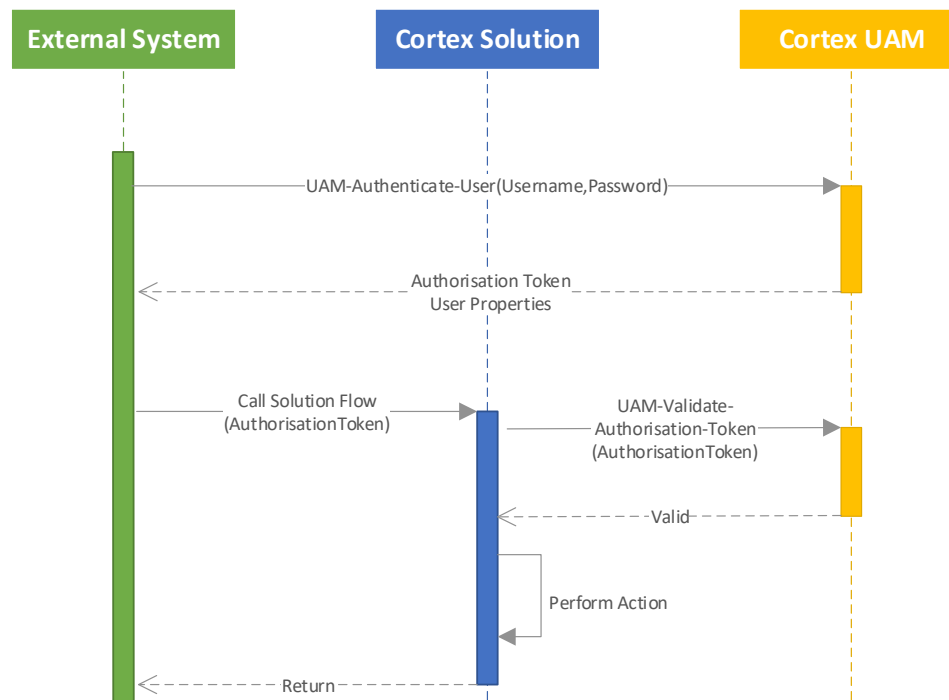 External System
Cortex Solution
Cortex UAM
UAM-Authenticate-User(Username,Password)
Authorisation Token
User Properties
Call Solution Flow
(AuthorisationToken)
UAM-Validate-
Authorisation-Token
(AuthorisationToken)
Valid
Perform Action
Return